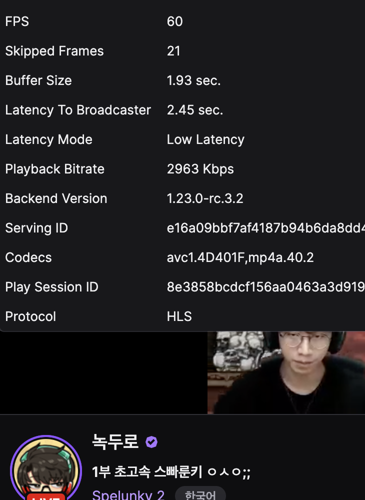 FPS 60
Skipped Frames 21
Buffer Size 1.93 sec.
Latency To Broadcaster 2.45 sec.
Latency Mode Low Latency
Playback Bitrate 2963 Kbps
Backend Version 1.23.0-rc.3.2
Serving ID e16a09bbf7af4187b94b6da8dd4
Codecs avc1.4D401F,mp4a.40.2
Play Session ID 8e3858bcdcf156aa0463a3d919
Protocol HLS
녹두로
1부 초고속 스빠룬키 ㅇㅅㅇ;;
Spelunky 2 한국어